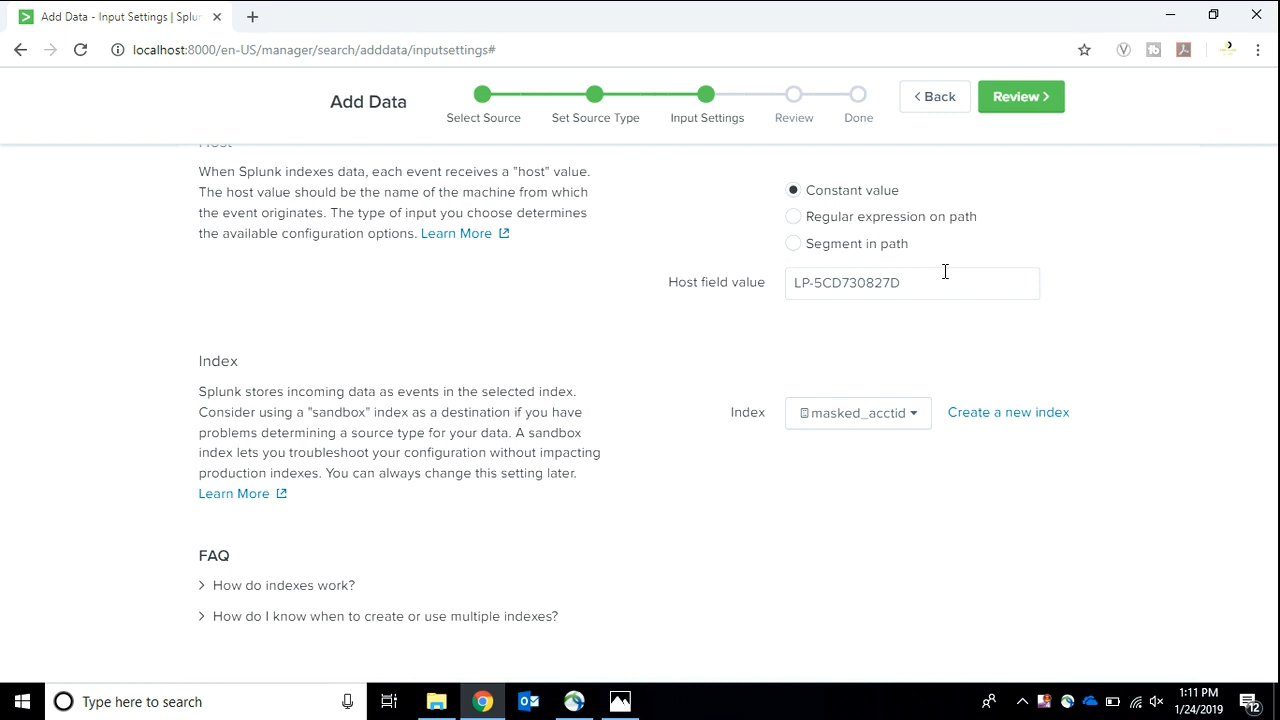 Add Data - Input Settings | Splu
localhost:8000/en-US/manager/search/adddata/inputsettings#
Add Data
Select Source
Set Source Type
Input Settings
Review
Done
< Back
Review >
Host
When Splunk indexes data, each event receives a "host" value.
The host value should be the name of the machine from which
the event originates. The type of input you choose determines
the available configuration options. Learn More
Constant value
Regular expression on path
Segment in path
Host field value
LP-5CD730827D
Index
Splunk stores incoming data as events in the selected index.
Consider using a "sandbox" index as a destination if you have
problems determining a source type for your data. A sandbox
index lets you troubleshoot your configuration without impacting
production indexes. You can always change this setting later.
Learn More
Index
masked_acctid
Create a new index
FAQ
> How do indexes work?
> How do I know when to create or use multiple indexes?
Type here to search
1:11 PM
1/24/2019
12